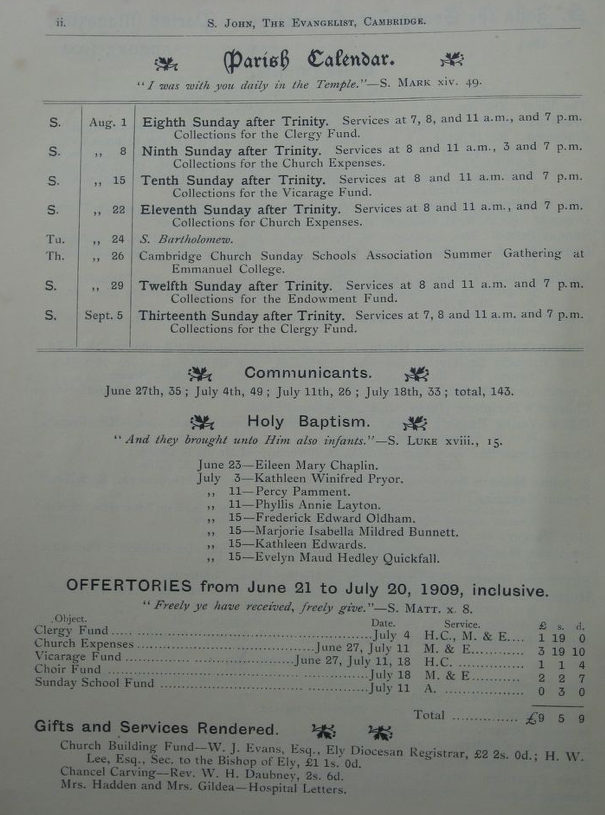 ii. S. John, The Evangelist, Cambridge.
Parish Calendar.
"I was with you daily in the Temple."—S. Mark xiv. 49.
S. Aug. 1 Eighth Sunday after Trinity. Services at 7, 8, and 11 a.m., and 7 p.m.
Collections for the Clergy Fund.
S. ,, 8 Ninth Sunday after Trinity. Services at 8 and 11 a.m., 3 and 7 p.m.
Collections for the Church Expenses.
S. ,, 15 Tenth Sunday after Trinity. Services at 8 and 11 a.m. and 7 p.m.
Collections for the Vicarage Fund.
S. ,, 22 Eleventh Sunday after Trinity. Services at 8 and 11 a.m., and 7 p.m.
Collections for Church Expenses.
Tu. ,, 24 S. Bartholomew.
Th. ,, 26 Cambridge Church Sunday Schools Association Summer Gathering at
Emmanuel College.
S. ,, 29 Twelfth Sunday after Trinity. Services at 8 and 11 a.m. and 7 p.m.
Collections for the Endowment Fund.
S. Sept. 5 Thirteenth Sunday after Trinity. Services at 7, 8 and 11 a.m. and 7 p.m.
Collections for the Clergy Fund.
Communicants.
June 27th, 35 ; July 4th, 49 ; July 11th, 26 ; July 18th, 33 ; total, 143.
Holy Baptism.
"And they brought unto Him also infants."—S. Luke xviii., 15.
June 23—Eileen Mary Chaplin.
July 3—Kathleen Winifred Pryor.
,, 11—Percy Pamment.
,, 11—Phyllis Annie Layton.
,, 15—Frederick Edward Oldham.
,, 15—Marjorie Isabella Mildred Bunnett.
,, 15—Kathleen Edwards.
,, 15—Evelyn Maud Hedley Quickfall.
OFFERTORIES from June 21 to July 20, 1909, inclusive.
"Freely ye have received, freely give."—S. Matt. x. 8.
Object. Date. Service. £ s. d.
Clergy Fund ..... July 4 H.C., M. & E.... 1 19 0
Church Expenses ..... June 27, July 11 M. & E........... 3 19 10
Vicarage Fund ..... June 27, July 11, 18 H.C. ............ 1 1 4
Choir Fund ..... July 18 M. & E........... 2 2 7
Sunday School Fund ..... July 11 A. ............... 0 3 0
Total ............. £9 5 9
Gifts and Services Rendered.
Church Building Fund—W. J. Evans, Esq., Ely Diocesan Registrar, £2 2s. 0d.; H. W.
Lee, Esq., Sec. to the Bishop of Ely, £1 1s. 0d.
Chancel Carving—Rev. W. H. Daubney, 2s. 6d.
Mrs. Hadden and Mrs. Gildea—Hospital Letters.